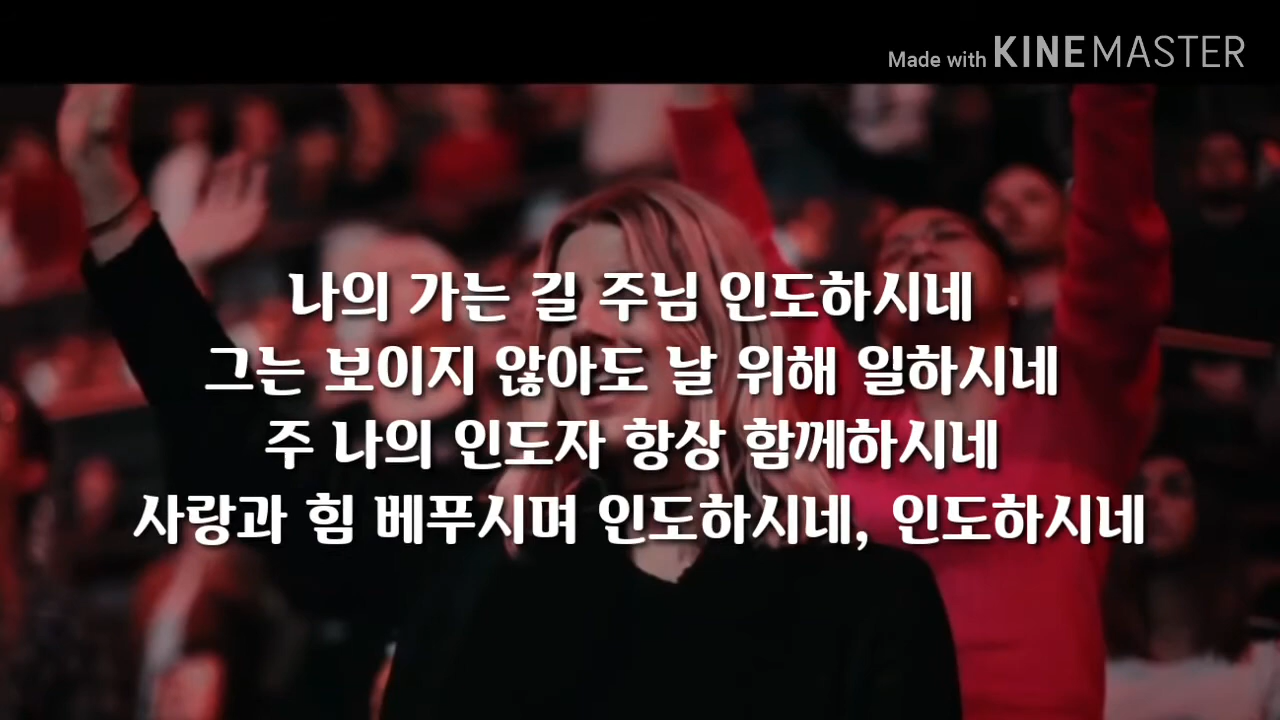 Made with KINEMASTER
나의 가는 길 주님 인도하시네
그는 보이지 않아도 날 위해 일하시네
주 나의 인도자 항상 함께하시네
사랑과 힘 베푸시며 인도하시네, 인도하시네